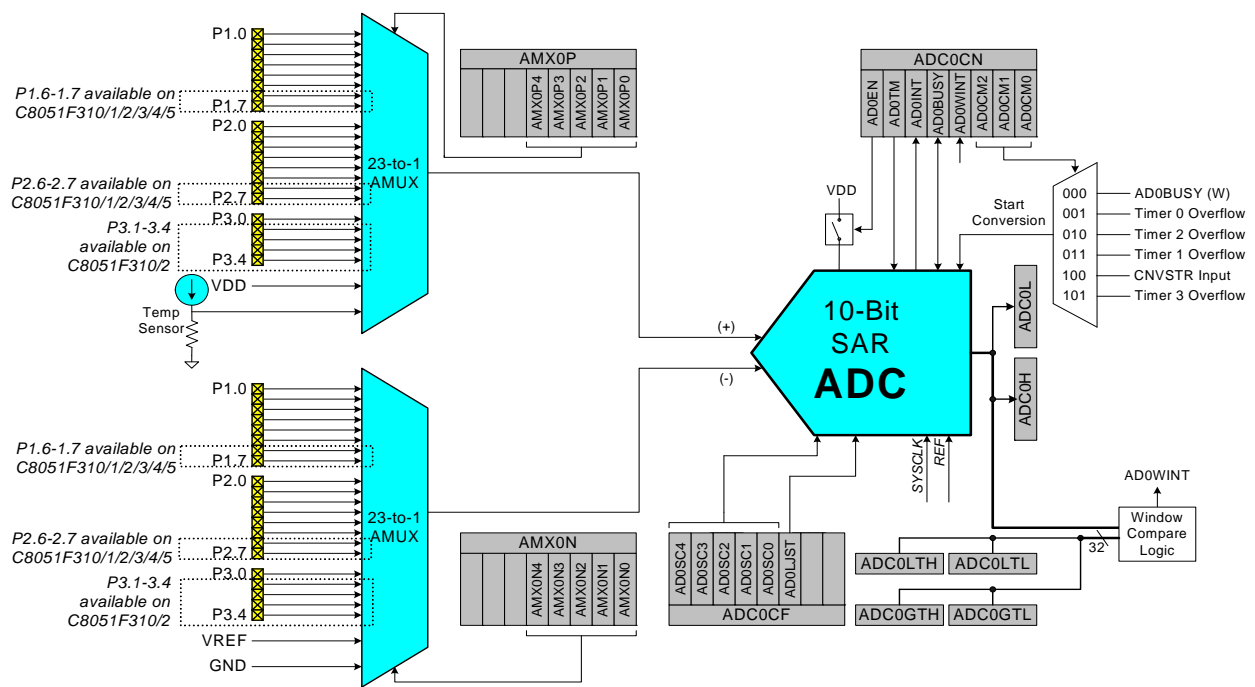 P1.0
P1.6-1.7 available on
C8051F310/1/2/3/4/5
P1.7
P2.0
P2.6-2.7 available on
C8051F310/1/2/3/4/5
P2.7
P3.0
P3.1-3.4
available on
C8051F310/2
P3.4
VDD
Temp
Sensor
23-to-1
AMUX
AMX0P
AMX0P4
AMX0P3
AMX0P2
AMX0P1
AMX0P0
ADC0CN
AD0EN
AD0TM
AD0INT
AD0BUSY
AD0WINT
AD0CM2
AD0CM1
AD0CM0
VDD
Start
Conversion
000 AD0BUSY (W)
001 Timer 0 Overflow
010 Timer 2 Overflow
011 Timer 1 Overflow
100 CNVSTR Input
101 Timer 3 Overflow
(+)
(-)
10-Bit
SAR
ADC
ADC0L
ADC0H
SYSCLK
REF
P1.0
P1.6-1.7 available on
C8051F310/1/2/3/4/5
P1.7
P2.0
P2.6-2.7 available on
C8051F310/1/2/3/4/5
P2.7
P3.0
P3.1-3.4
available on
C8051F310/2
P3.4
VREF
GND
23-to-1
AMUX
AMX0N
AMX0N4
AMX0N3
AMX0N2
AMX0N1
AMX0N0
AD0SC4
AD0SC3
AD0SC2
AD0SC1
AD0SC0
AD0LJST
ADC0CF
AD0WINT
Window
Compare
Logic
32
ADC0LTH
ADC0LTL
ADC0GTH
ADC0GTL